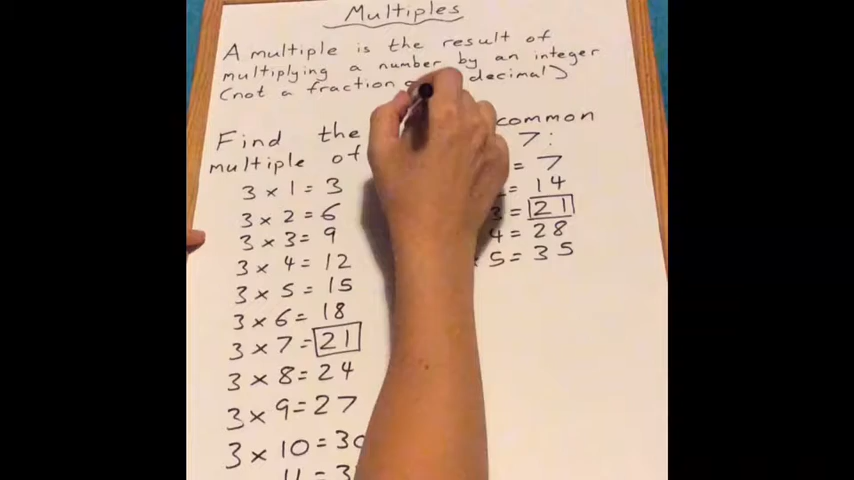 Multiples
A multiple is the result of
multiplying a number by an integer
(not a fraction decimal)
Find the common
multiple of 7:
3 × 1 = 3
3 × 2 = 6
3 × 3 = 9
3 × 4 = 12
3 × 5 = 15
3 × 6 = 18
3 × 7 = 21
3 × 8 = 24
3 × 9 = 27
3 × 10 = 30
11 = 3
= 7
= 14
3 = 21
4 = 28
× 5 = 35